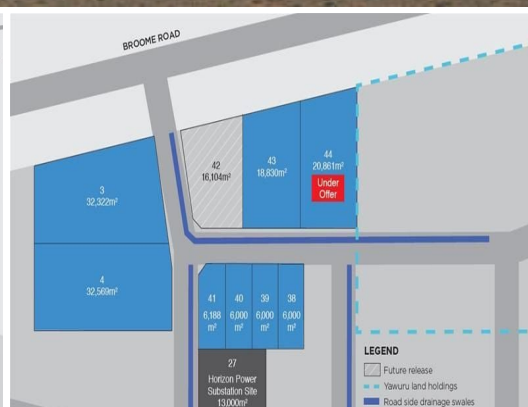 BROOME ROAD
42
16,104m²
43
18,830m²
44
20,861m²
Under
Offer
3
32,322m²
4
32,569m²
41
6,188
m²
40
6,000
m²
39
6,000
m²
38
6,000
m²
27
Horizon Power
Substation Site
13,000m²
LEGEND
Future release
Yawuru land holdings
Road side drainage swales